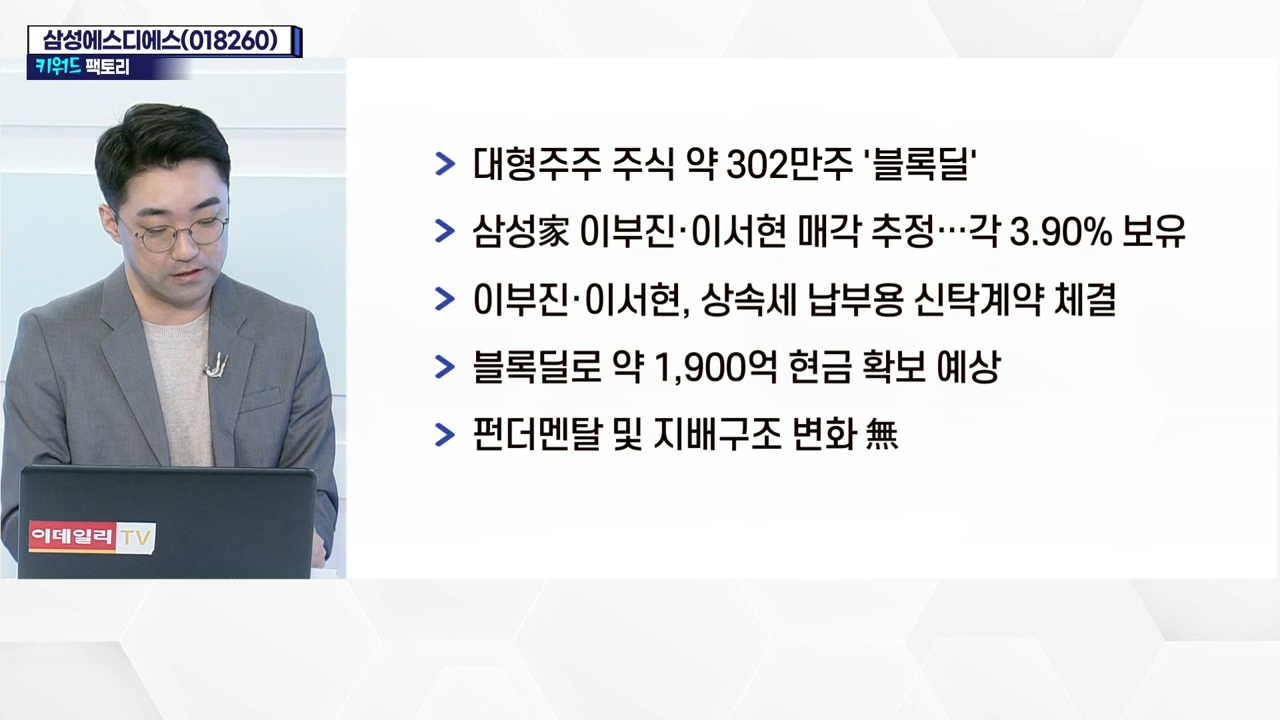 삼성에스디에스(018260)
키워드 팩토리
> 대형주주 주식 약 302만주 '블록딜'
> 삼성家 이부진·이서현 매각 추정…각 3.90% 보유
> 이부진·이서현, 상속세 납부용 신탁계약 체결
> 블록딜로 약 1,900억 현금 확보 예상
> 펀더멘탈 및 지배구조 변화 無
이데일리 TV